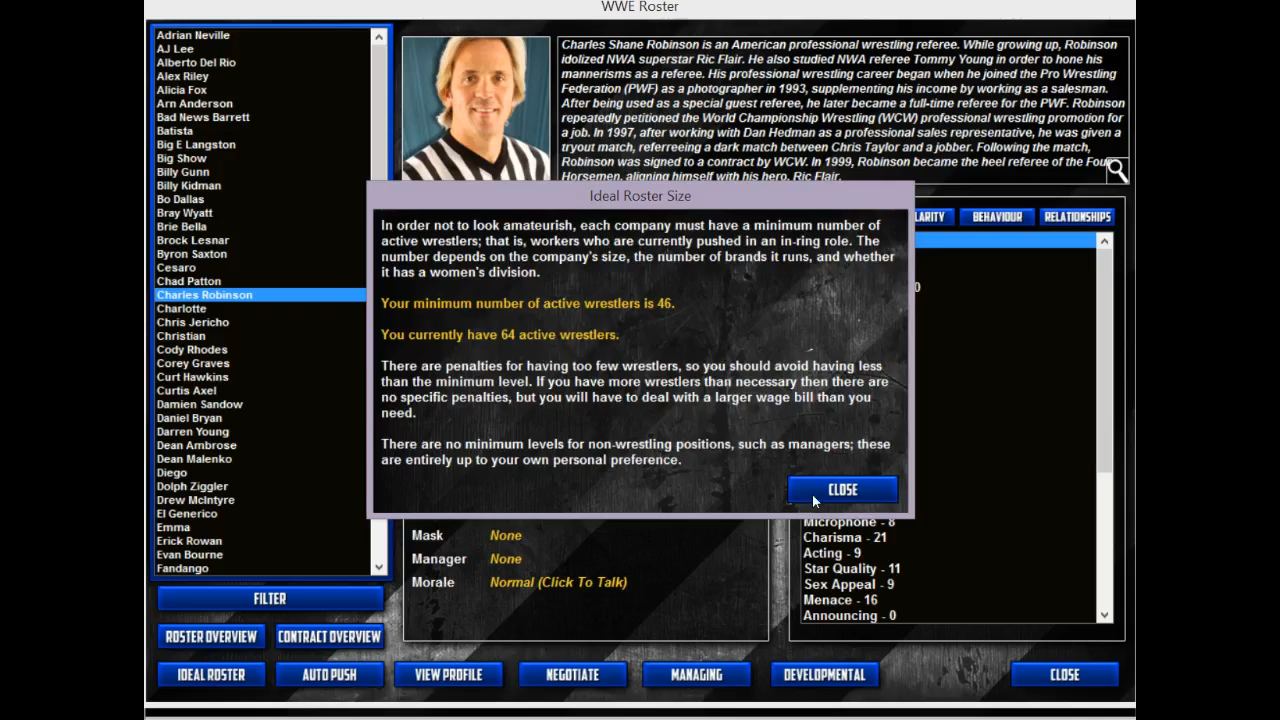 WWE Roster
Adrian Neville
AJ Lee
Alberto Del Rio
Alex Riley
Alicia Fox
Arn Anderson
Bad News Barrett
Batista
Big E Langston
Big Show
Billy Gunn
Billy Kidman
Bo Dallas
Bray Wyatt
Brie Bella
Brock Lesnar
Byron Saxton
Cesaro
Chad Patton
Charles Robinson
Charlotte
Chris Jericho
Christian
Cody Rhodes
Corey Graves
Curt Hawkins
Curtis Axel
Damien Sandow
Daniel Bryan
Darren Young
Dean Ambrose
Dean Malenko
Diego
Dolph Ziggler
Drew McIntyre
El Generico
Emma
Erick Rowan
Evan Bourne
Fandango
Charles Shane Robinson is an American professional wrestling referee. While growing up, Robinson
idolized NWA superstar Ric Flair. He also studied NWA referee Tommy Young in order to hone his
mannerisms as a referee. His professional wrestling career began when he joined the Pro Wrestling
Federation (PWF) as a photographer in 1993, supplementing his income by working as a salesman.
After being used as a special guest referee, he later became a full-time referee for the PWF. Robinson
repeatedly petitioned the World Championship Wrestling (WCW) professional wrestling promotion for
a job. In 1997, after working with Dan Hedman as a professional sales representative, he was given a
tryout match, referreeing a dark match between Chris Taylor and a jobber. Following the match,
Robinson was signed to a contract by WCW. In 1999, Robinson became the heel referee of the Four
Horsemen, aligning himself with his hero, Ric Flair.
LARITY
BEHAVIOUR
RELATIONSHIPS
0
Ideal Roster Size
In order not to look amateurish, each company must have a minimum number of
active wrestlers; that is, workers who are currently pushed in an in-ring role. The
number depends on the company's size, the number of brands it runs, and whether
it has a women's division.
Your minimum number of active wrestlers is 46.
You currently have 64 active wrestlers.
There are penalties for having too few wrestlers, so you should avoid having less
than the minimum level. If you have more wrestlers than necessary then there are
no specific penalties, but you will have to deal with a larger wage bill than you
need.
There are no minimum levels for non-wrestling positions, such as managers; these
are entirely up to your own personal preference.
CLOSE
Mask None
Manager None
Morale Normal (Click To Talk)
Microphone - 8
Charisma - 21
Acting - 9
Star Quality - 11
Sex Appeal - 9
Menace - 16
Announcing - 0
FILTER
ROSTER OVERVIEW
CONTRACT OVERVIEW
IDEAL ROSTER
AUTO PUSH
VIEW PROFILE
NEGOTIATE
MANAGING
DEVELOPMENTAL
CLOSE